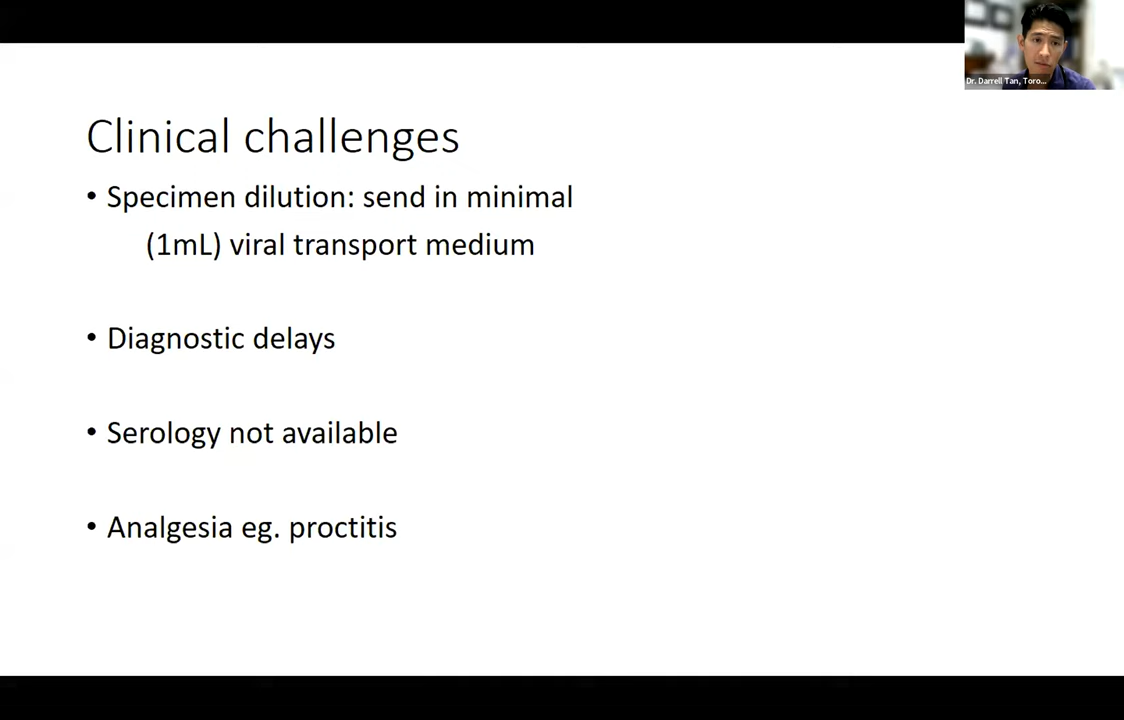 Dr. Darrell Tan, Toro...
Clinical challenges
• Specimen dilution: send in minimal
(1mL) viral transport medium
• Diagnostic delays
• Serology not available
• Analgesia eg. proctitis